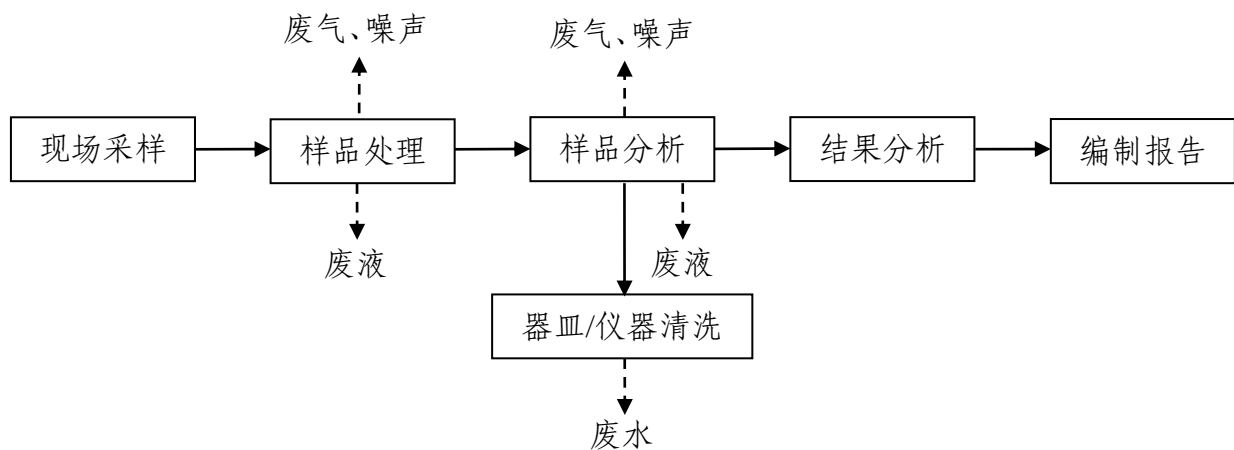 废气、噪声
废气、噪声
现场采样
样品处理
样品分析
结果分析
编制报告
废液
废液
器皿/仪器清洗
废水